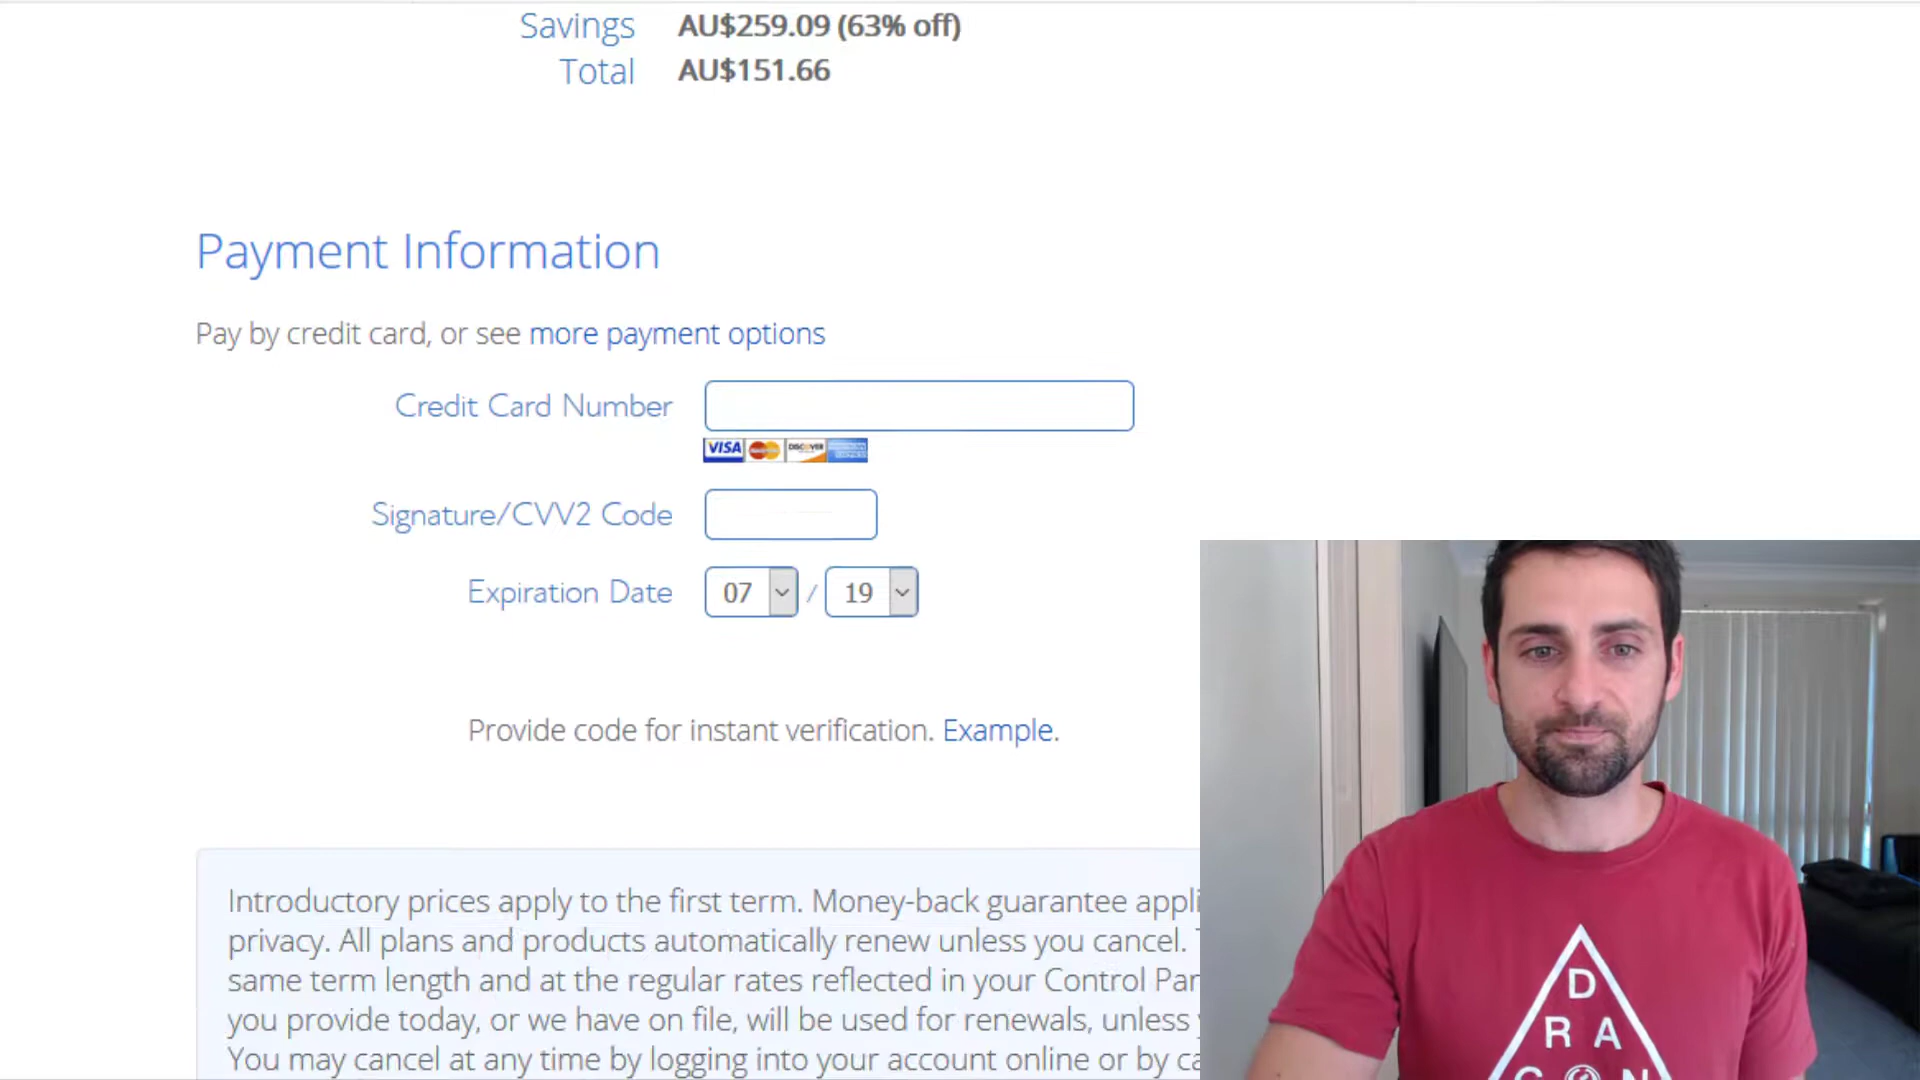 Savings AU$259.09 (63% off)
Total AU$151.66
Payment Information
Pay by credit card, or see more payment options
Credit Card Number
VISA DISCOVER
Signature/CVV2 Code
Expiration Date 07 / 19
Provide code for instant verification. Example.
Introductory prices apply to the first term. Money-back guarantee appli
privacy. All plans and products automatically renew unless you cancel. T
same term length and at the regular rates reflected in your Control Pan
you provide today, or we have on file, will be used for renewals, unless
You may cancel at any time by logging into your account online or by ca
D
R A
C O N